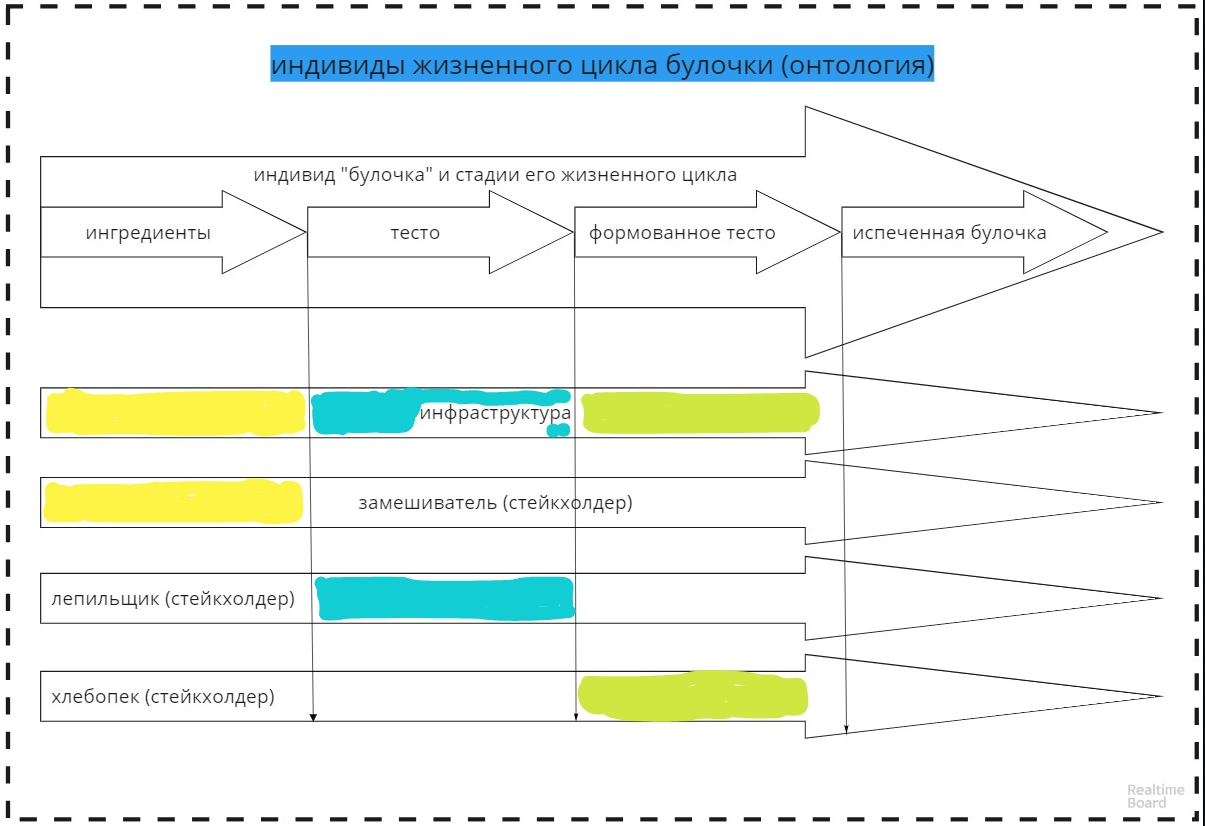 индивиды жизненного цикла булочки (онтология)
индивид "булочка" и стадии его жизненного цикла
ингредиенты
тесто
формованное тесто
испеченная булочка
инфраструктура
замешиватель (стейкхолдер)
лепильщик (стейкхолдер)
хлебопек (стейкхолдер)
Realtime
Board